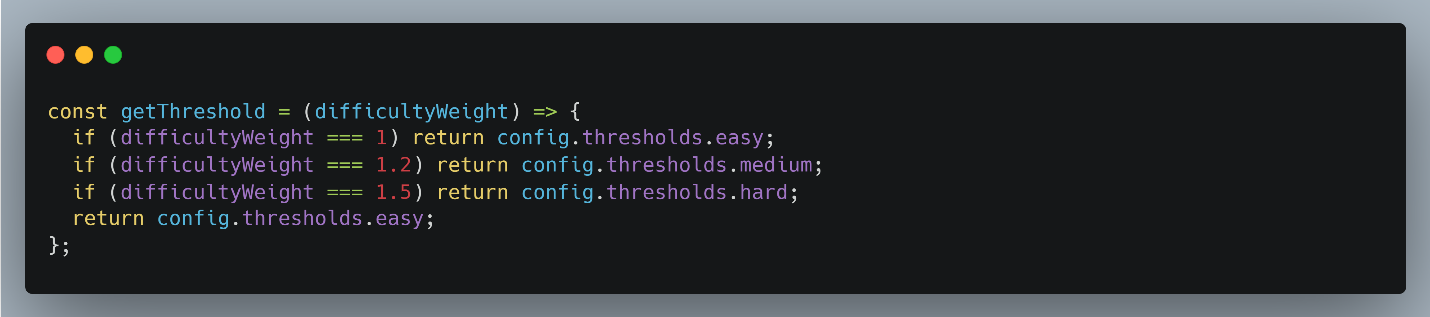 const getThreshold = (difficultyWeight) => {
  if (difficultyWeight === 1) return config.thresholds.easy;
  if (difficultyWeight === 1.2) return config.thresholds.medium;
  if (difficultyWeight === 1.5) return config.thresholds.hard;
  return config.thresholds.easy;
};